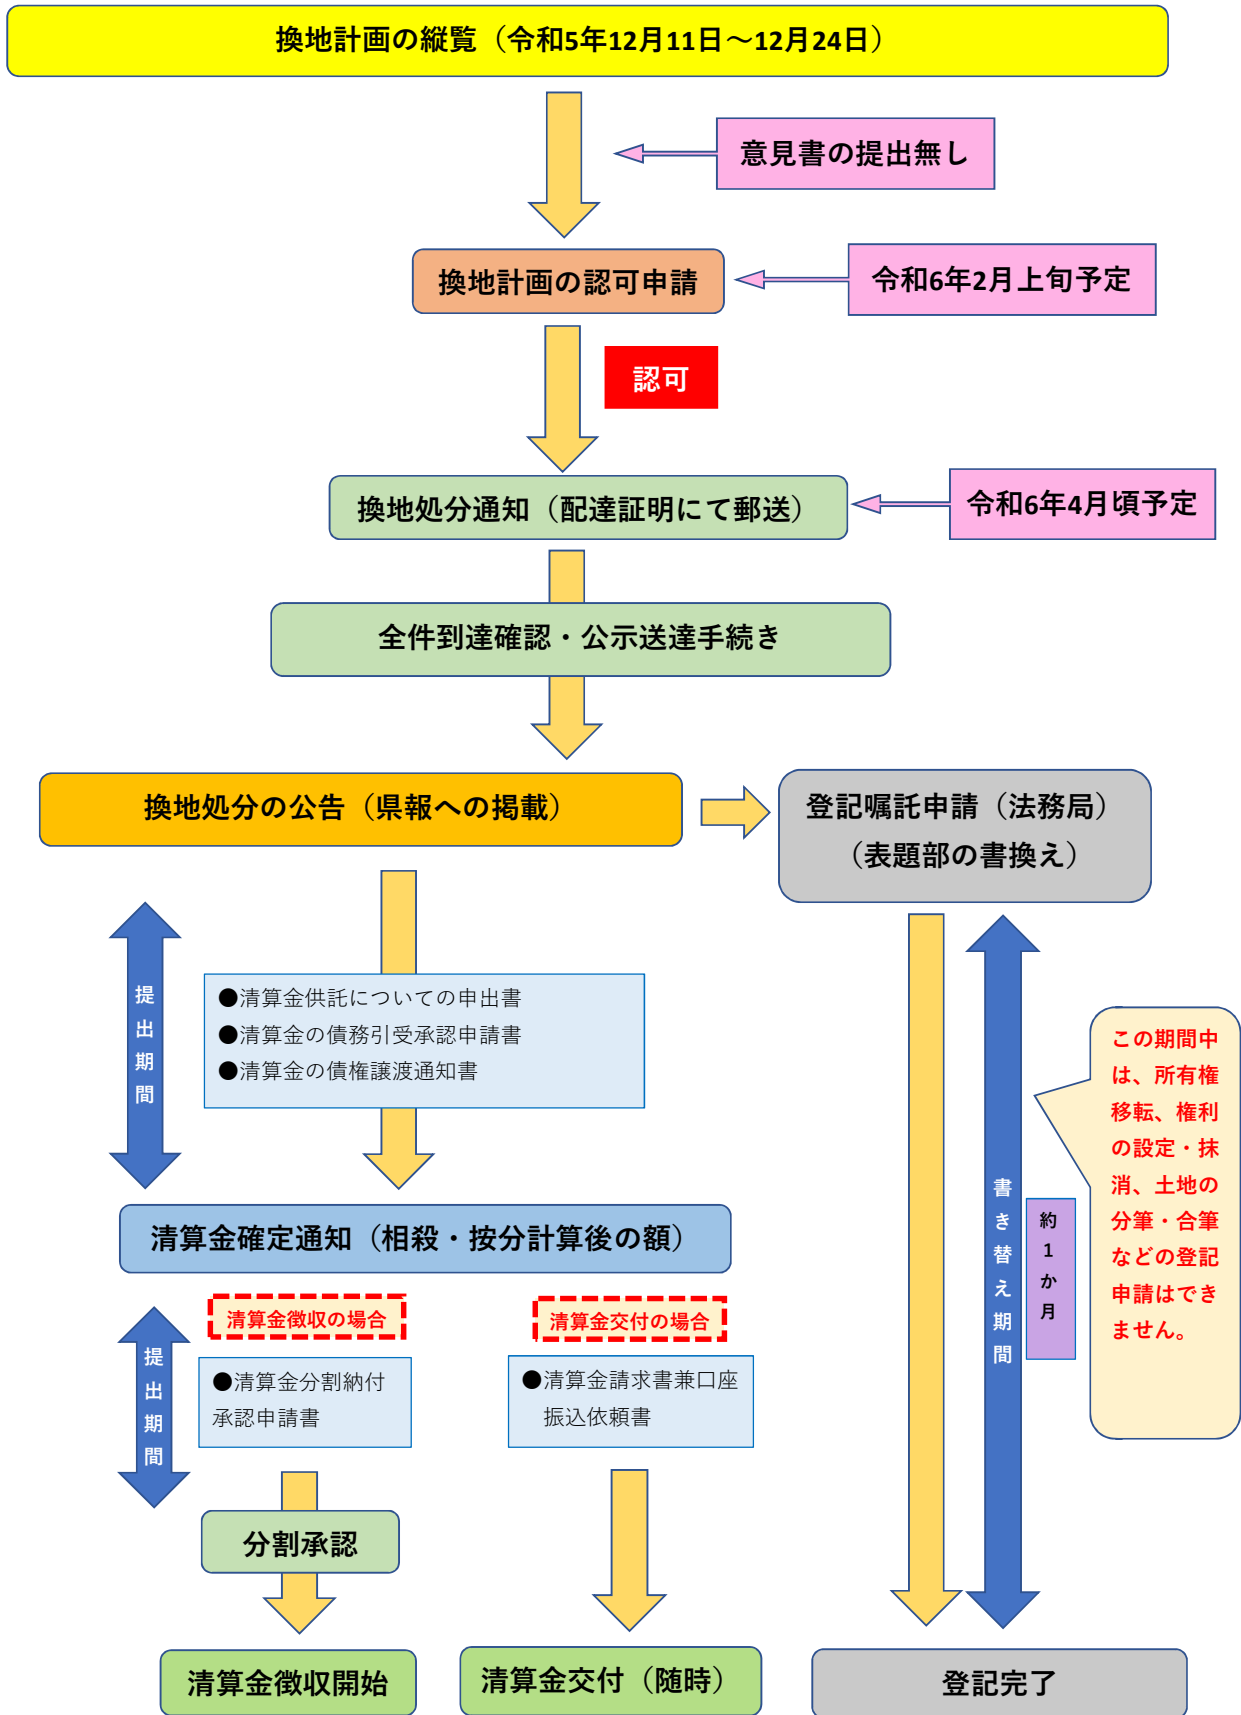 換地計画の縦覧（令和5年12月11日～12月24日）
意見書の提出無し
換地計画の認可申請
令和6年2月上旬予定
認可
換地処分通知（配達証明にて郵送）
令和6年4月頃予定
全件到達確認・公示送達手続き
換地処分の公告（県報への掲載）
登記嘱託申請（法務局）
（表題部の書換え）
提出期間
●清算金供託についての申出書
●清算金の債務引受承認申請書
●清算金の債権譲渡通知書
この期間中
は、所有権
移転、権利
の設定・抹
消、土地の
分筆・合筆
などの登記
申請はでき
ません。
書き替え期間
約1か月
清算金確定通知（相殺・按分計算後の額）
清算金徴収の場合
清算金交付の場合
提出期間
●清算金分割納付
承認申請書
●清算金請求書兼口座
振込依頼書
分割承認
清算金徴収開始
清算金交付（随時）
登記完了